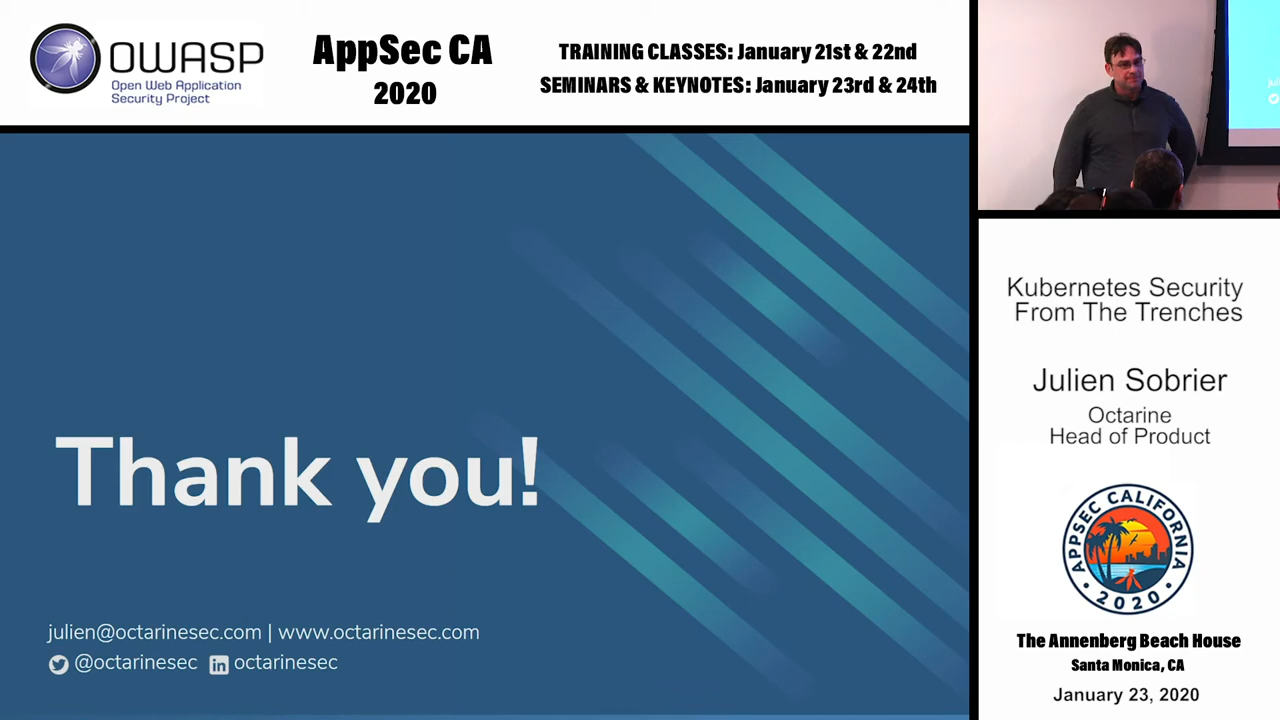 OWASP
Open Web Application
Security Project
AppSec CA
2020
TRAINING CLASSES: January 21st & 22nd
SEMINARS & KEYNOTES: January 23rd & 24th
Thank you!
julien@octarinesec.com | www.octarinesec.com
@octarinesec octarinesec
Kubernetes Security
From The Trenches
Julien Sobrier
Octarine
Head of Product
APPSEC CALIFORNIA
• 2020 •
The Annenberg Beach House
Santa Monica, CA
January 23, 2020